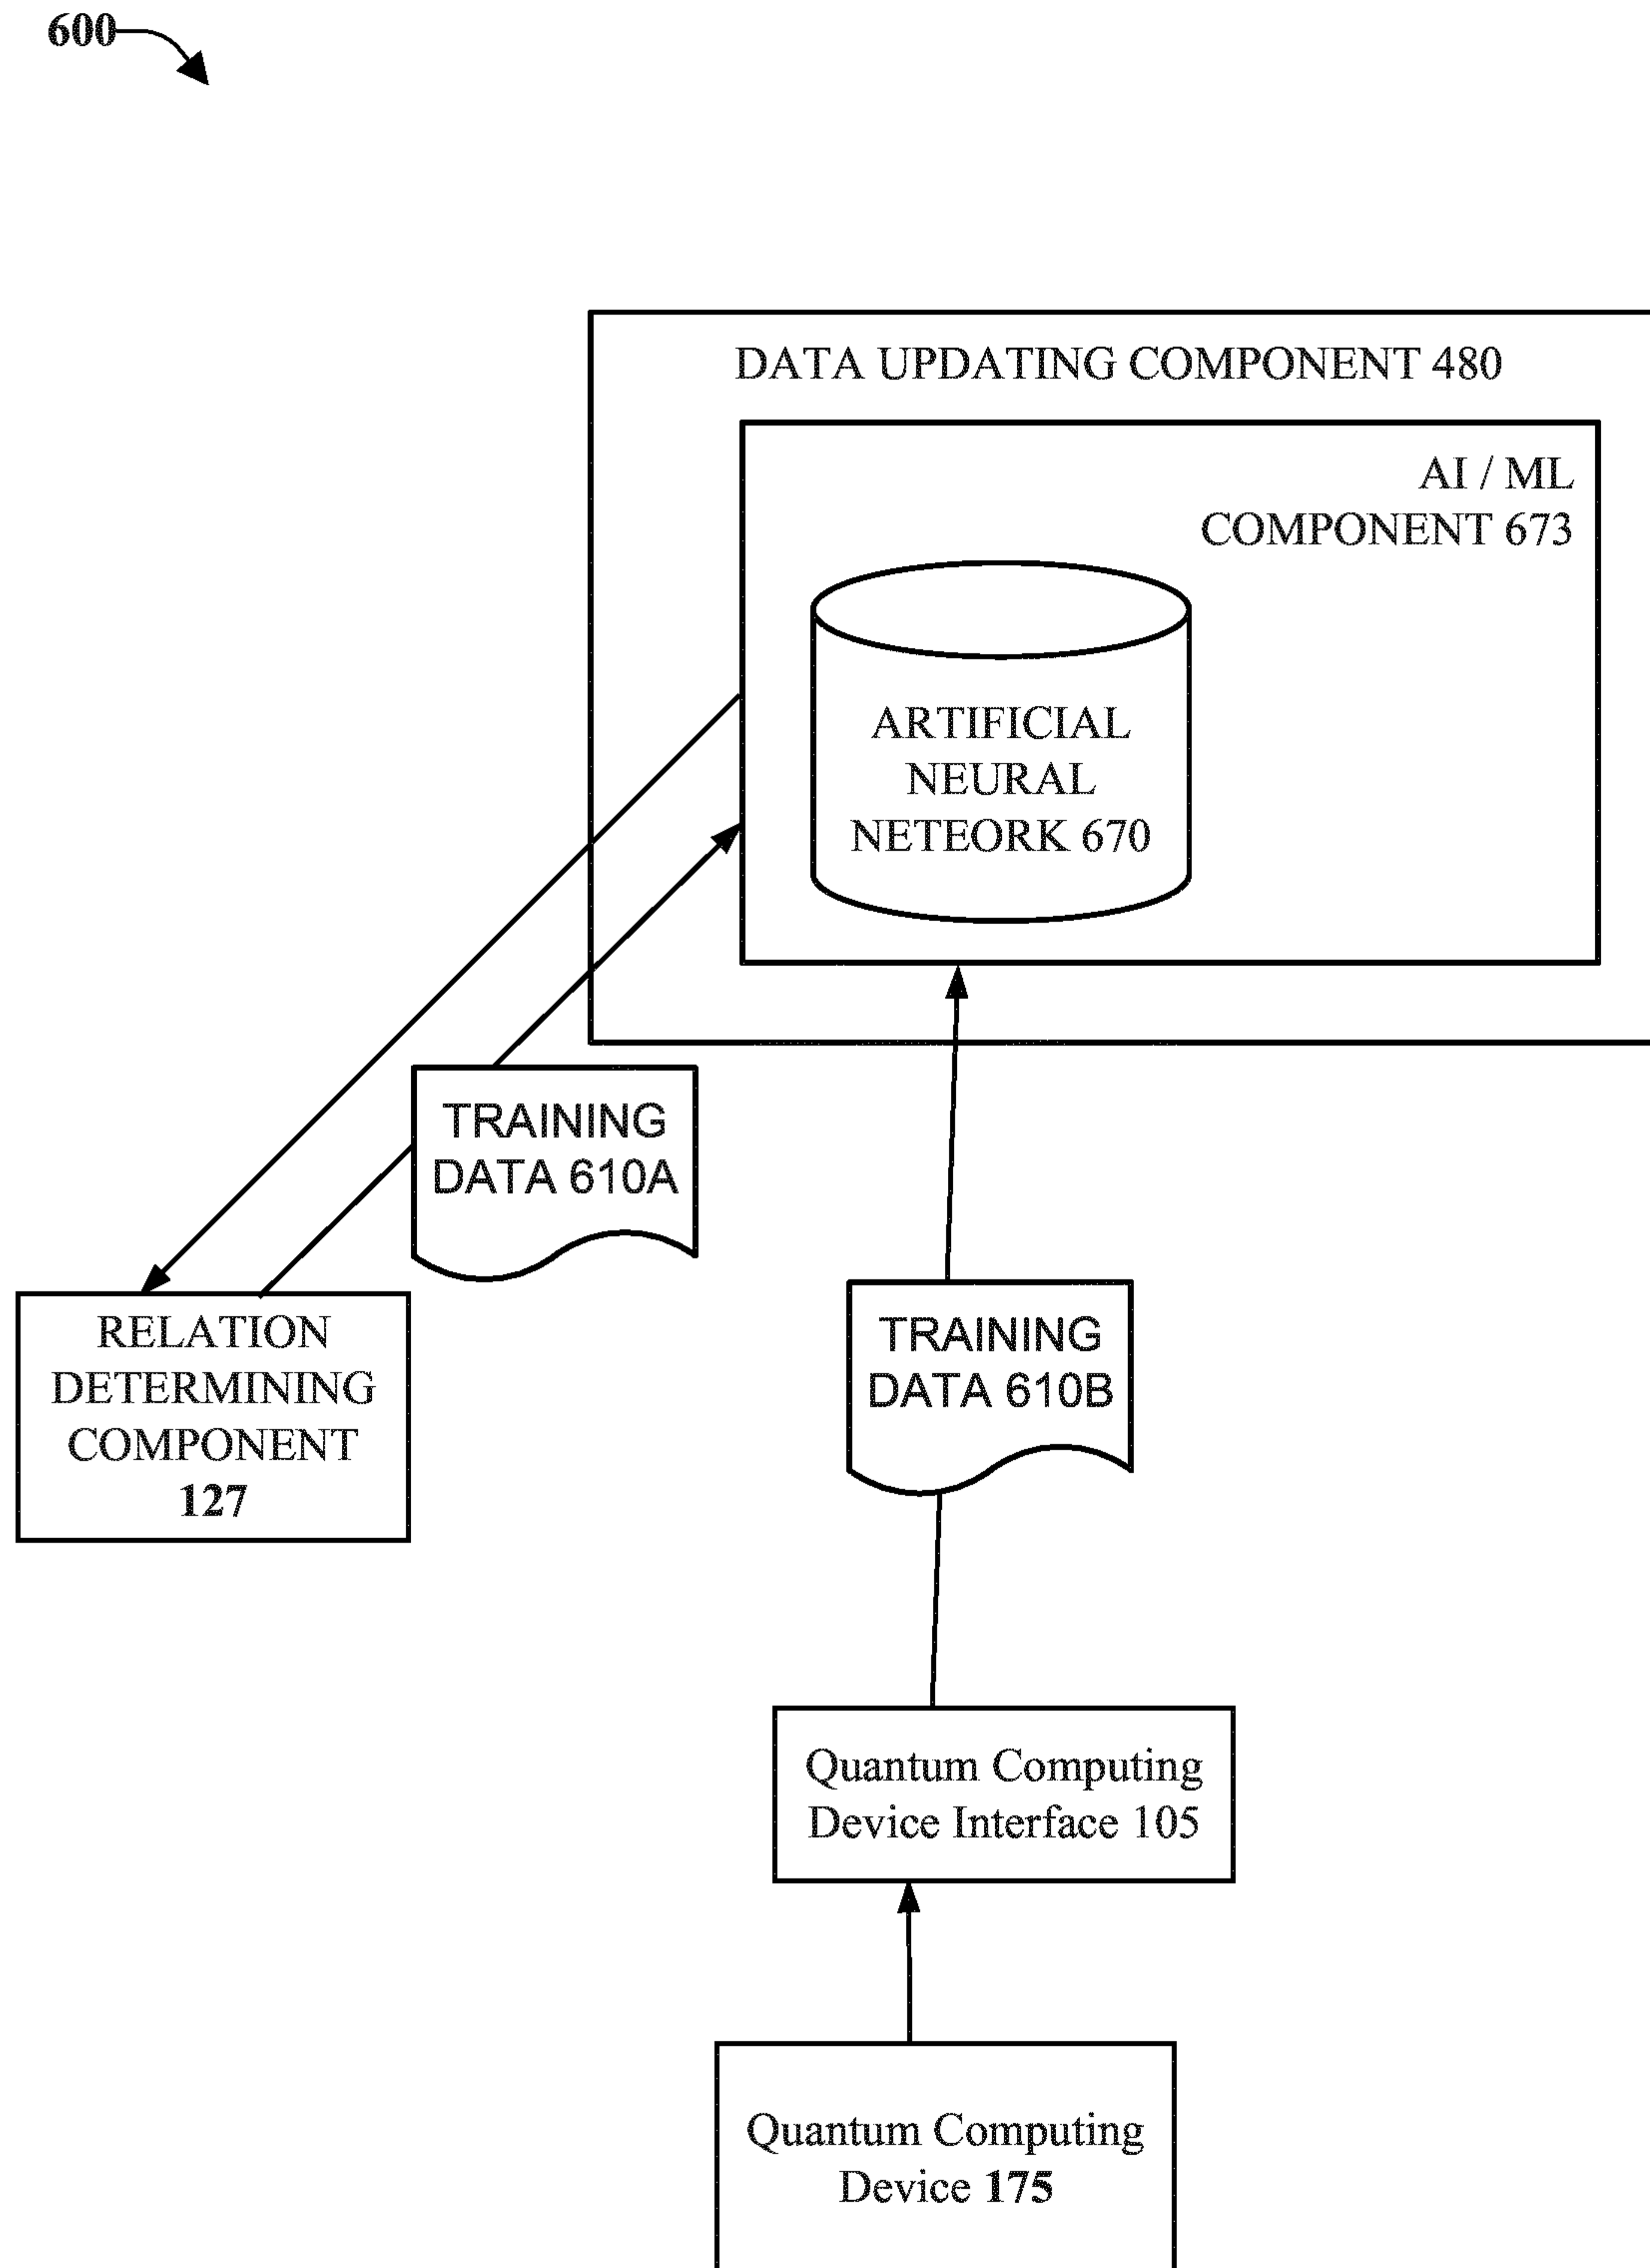 600
DATA UPDATING COMPONENT 480
AI / ML
COMPONENT 673
ARTIFICIAL
NEURAL
NETEORK 670
TRAINING
DATA 610A
RELATION
DETERMINING
COMPONENT
127
TRAINING
DATA 610B
Quantum Computing
Device Interface 105
Quantum Computing
Device 175